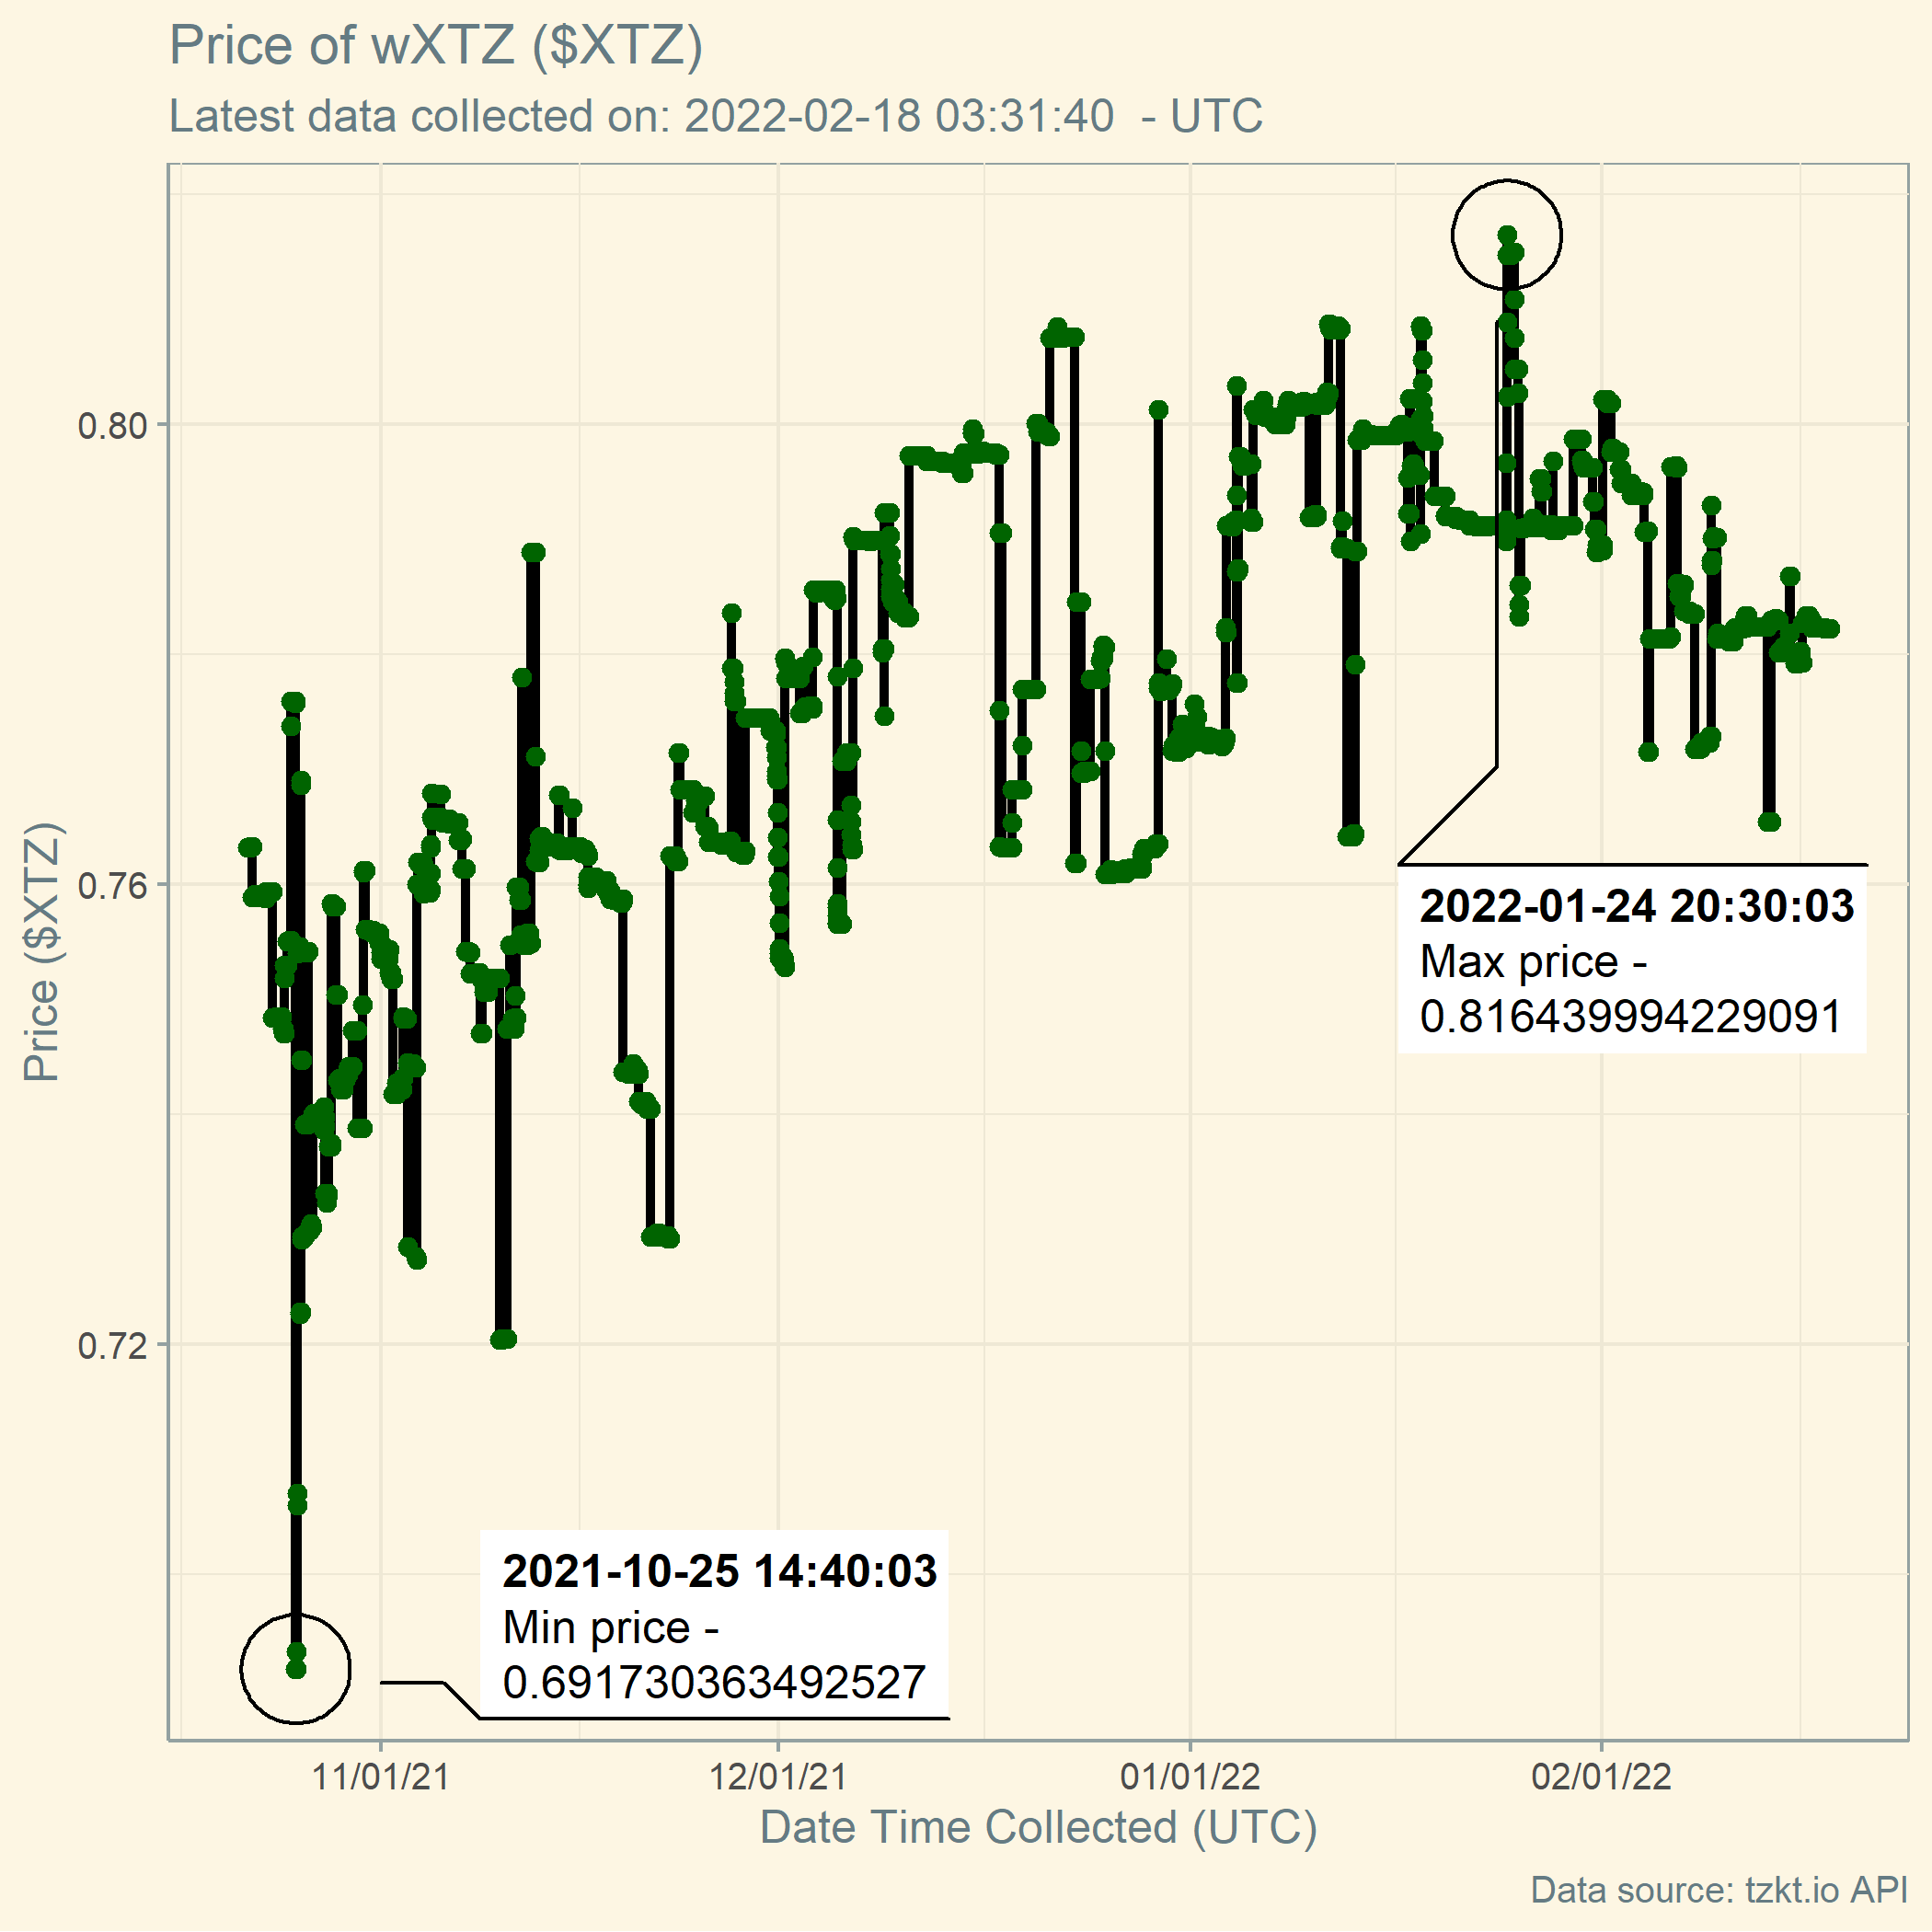 Price of wXTZ ($XTZ)
Latest data collected on: 2022-02-18 03:31:40  - UTC
Price ($XTZ)
0.80
0.76
0.72
2022-01-24 20:30:03
Max price -
0.8164399994229091
2021-10-25 14:40:03
Min price -
0.691730363492527
11/01/21
12/01/21
01/01/22
02/01/22
Date Time Collected (UTC)
Data source: tzkt.io API